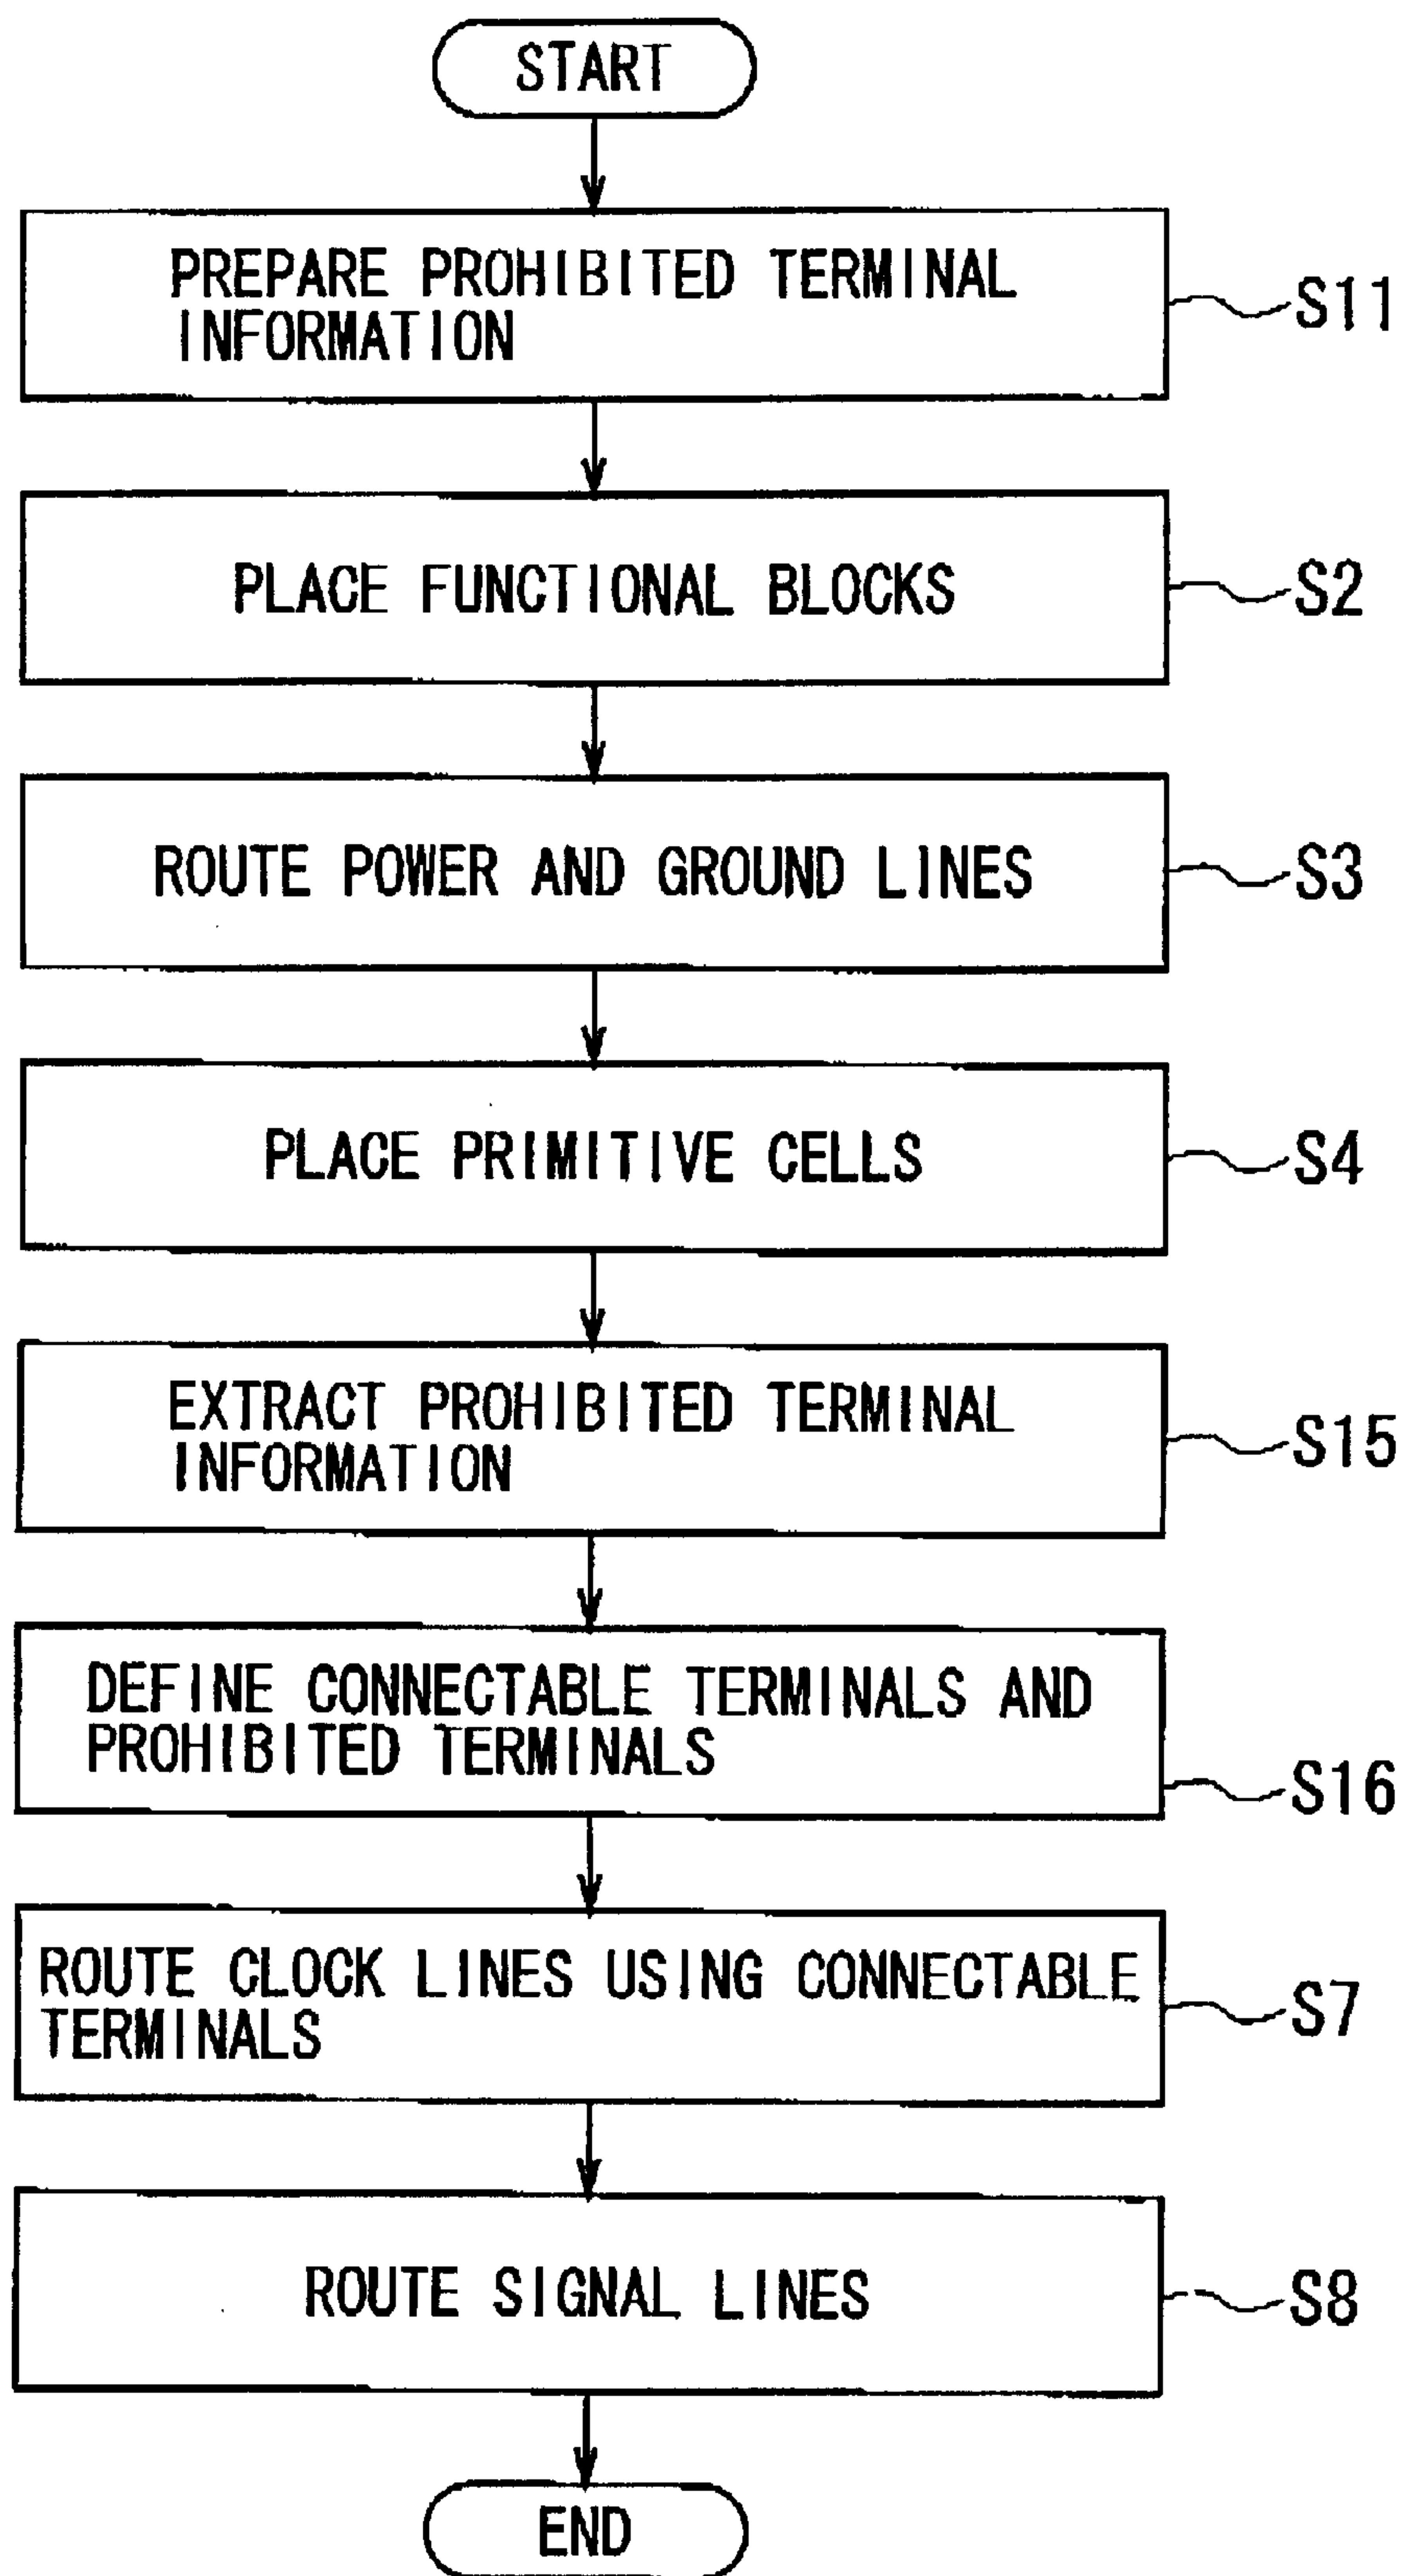 START
PREPARE PROHIBITED TERMINAL
INFORMATION
S11
PLACE FUNCTIONAL BLOCKS
S2
ROUTE POWER AND GROUND LINES
S3
PLACE PRIMITIVE CELLS
S4
EXTRACT PROHIBITED TERMINAL
INFORMATION
S15
DEFINE CONNECTABLE TERMINALS AND
PROHIBITED TERMINALS
S16
ROUTE CLOCK LINES USING CONNECTABLE
TERMINALS
S7
ROUTE SIGNAL LINES
S8
END